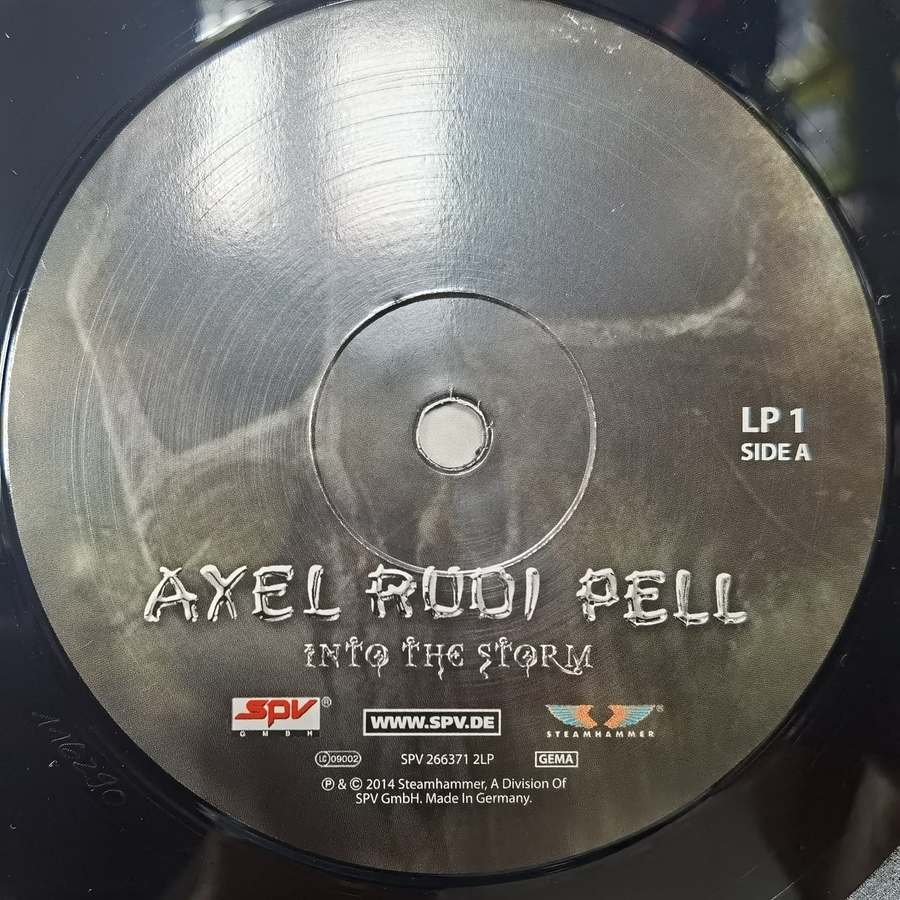 LP 1
SIDE A
AXEL RUDI PELL
INTO THE STORM
SPV ®
GMBH
WWW.SPV.DE
STEAMHAMMER ®
LC 09002
SPV 266371 2LP
GEMA
℗ & © 2014 Steamhammer, A Division Of
SPV GmbH. Made In Germany.